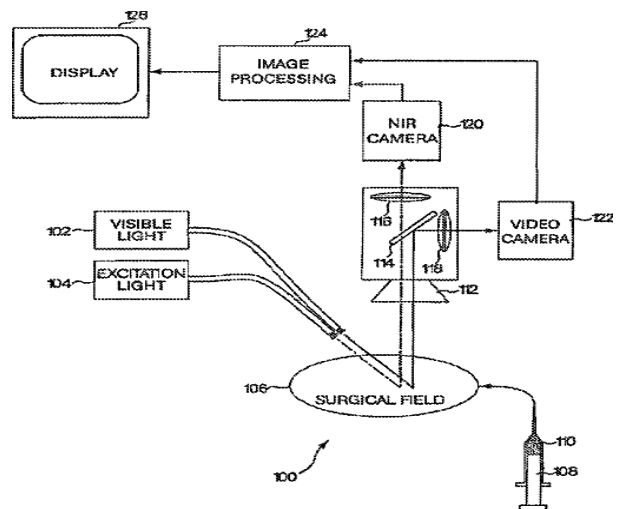 128
124
DISPLAY
IMAGE
PROCESSING
NIR
CAMERA
120
116
102
VISIBLE
LIGHT
114
118
VIDEO
CAMERA
122
104
EXCITATION
LIGHT
112
106
SURGICAL FIELD
110
108
100